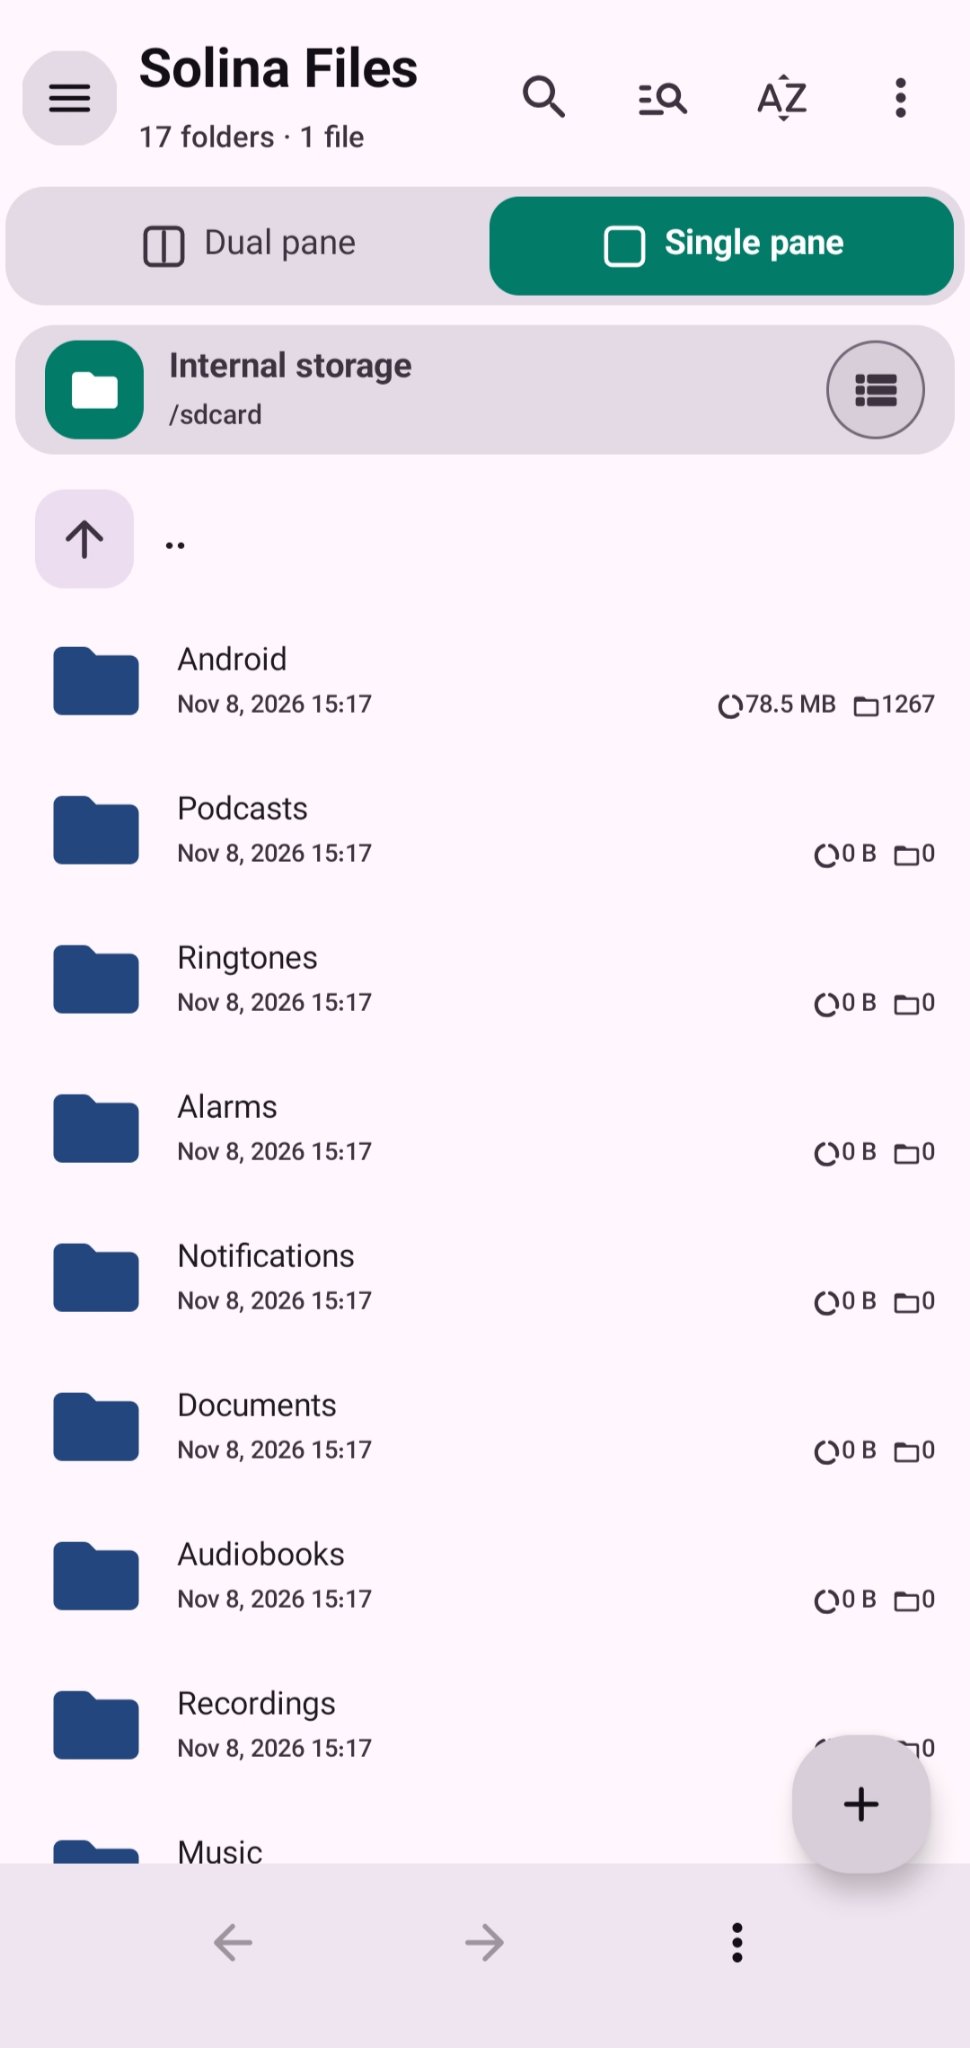 Solina Files
17 folders · 1 file
AZ
Dual pane
Single pane
Internal storage
/sdcard
..
Android
Nov 8, 2026 15:17
78.5 MB 1267
Podcasts
Nov 8, 2026 15:17
0 B 0
Ringtones
Nov 8, 2026 15:17
0 B 0
Alarms
Nov 8, 2026 15:17
0 B 0
Notifications
Nov 8, 2026 15:17
0 B 0
Documents
Nov 8, 2026 15:17
0 B 0
Audiobooks
Nov 8, 2026 15:17
0 B 0
Recordings
Nov 8, 2026 15:17
0
Music